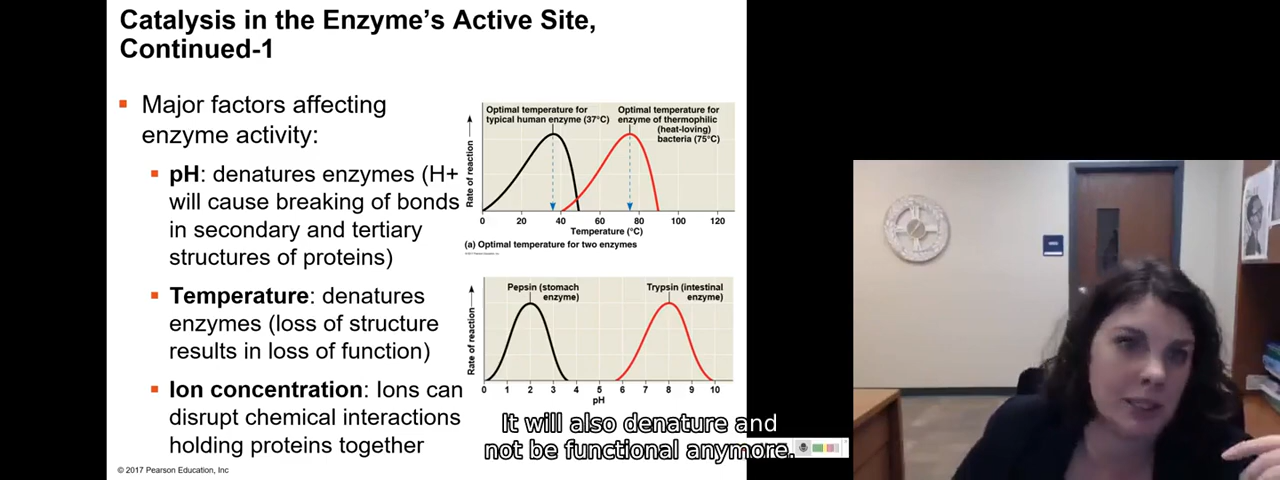 Catalysis in the Enzyme's Active Site,
Continued-1
Major factors affecting
enzyme activity:
pH: denatures enzymes (H+
will cause breaking of bonds
in secondary and tertiary
structures of proteins)
Temperature: denatures
enzymes (loss of structure
results in loss of function)
Ion concentration: Ions can
disrupt chemical interactions
holding proteins together
© 2017 Pearson Education, Inc
Optimal temperature for
typical human enzyme (37°C)
Optimal temperature for
enzyme of thermophilic
(heat-loving)
bacteria (75°C)
Rate of reaction
0 20 40 60 80 100 120
Temperature (°C)
(a) Optimal temperature for two enzymes
©2017 Pearson Education, Inc.
Pepsin (stomach
enzyme)
Trypsin (intestinal
enzyme)
Rate of reaction
0 1 2 3 4 5 6 7 8 9 10
pH
It will also denature and
not be functional anymore.